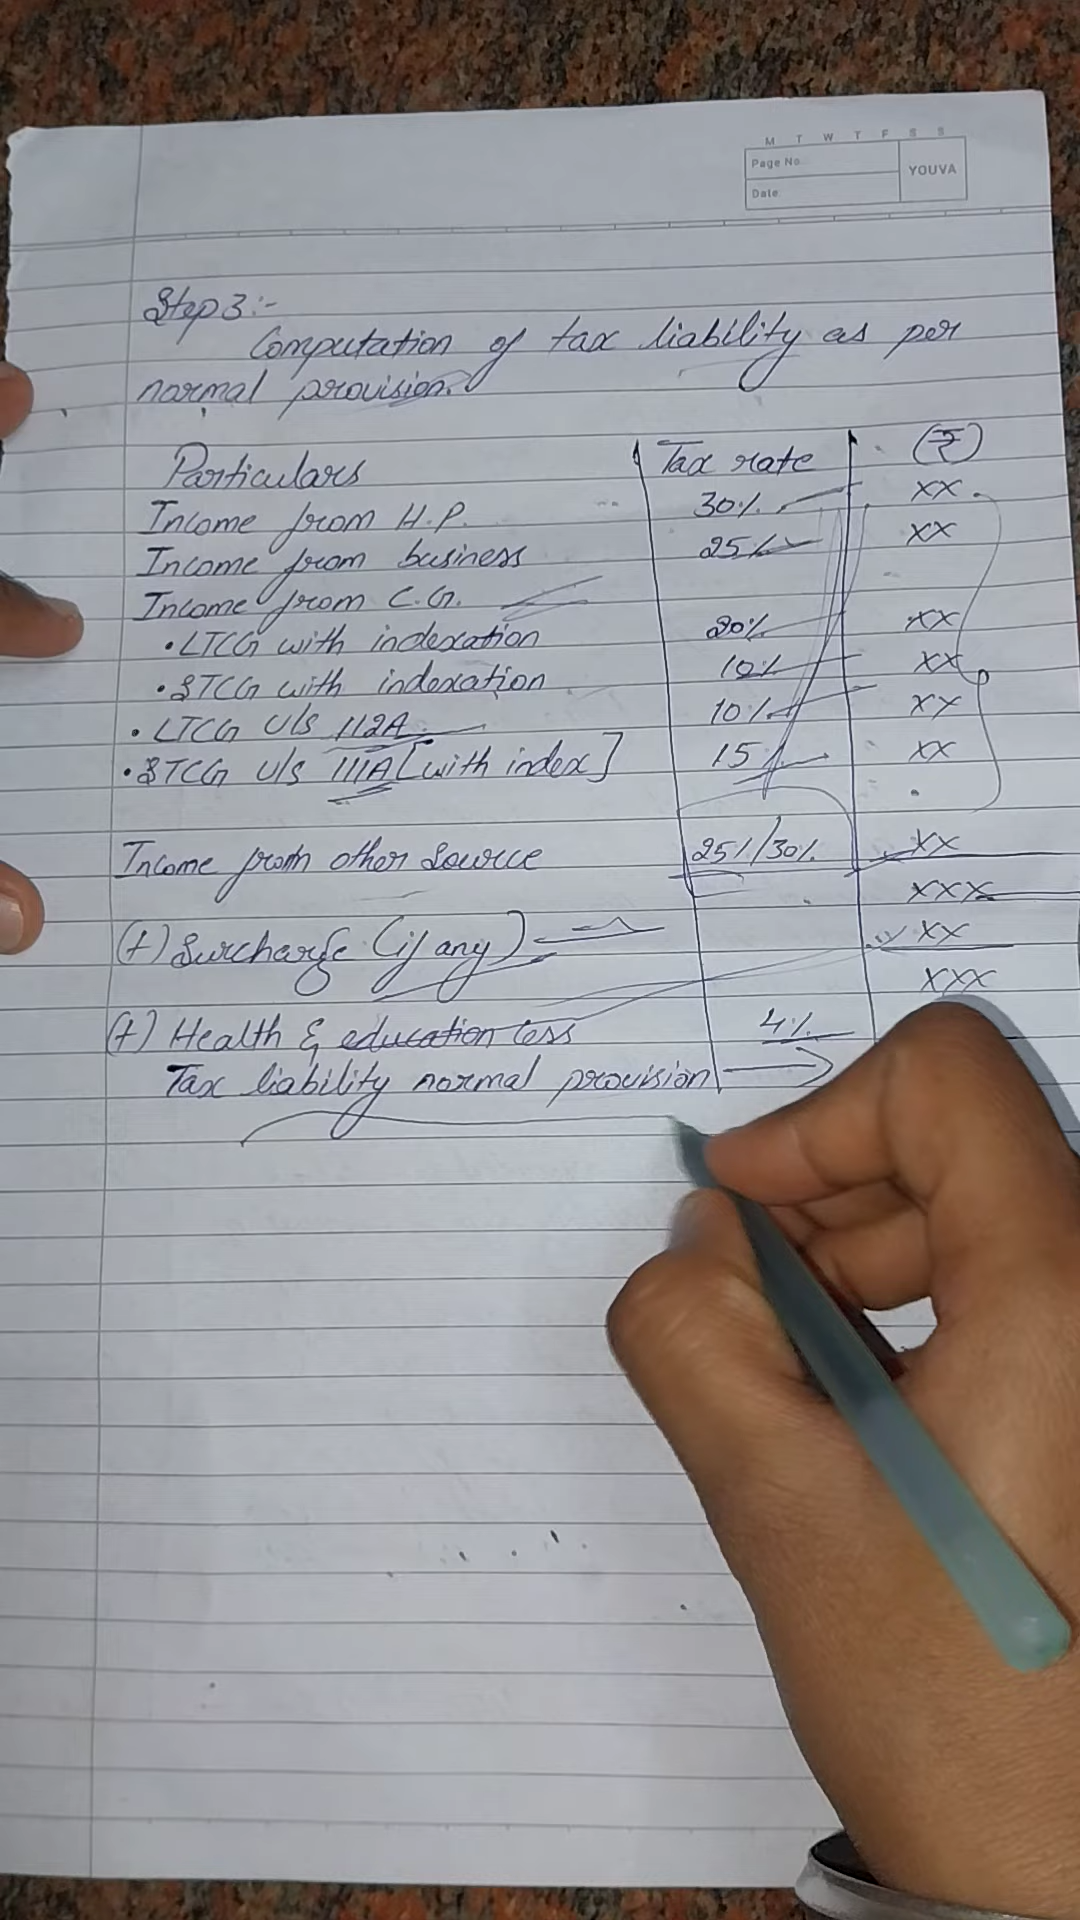 M T W T F S S
Page No.
YOUVA
Date
Step 3:-
Computation of tax liability as per
normal provision.
Particulars Tax rate (₹)
Income from H.P. 30%. XX
Income from business 25% XX
Income from C.G.
• LTCG with indexation 20% XX
• STCG with indexation 10% XX
• LTCG U/s 112A. 10% XX
• STCG U/s 111A [with index] 15% XX
Income from other source 25%/30%. XX
XXX
(+) Surcharge (if any) XX
XXX
(+) Health & education cess 4%
Tax liability normal provision →